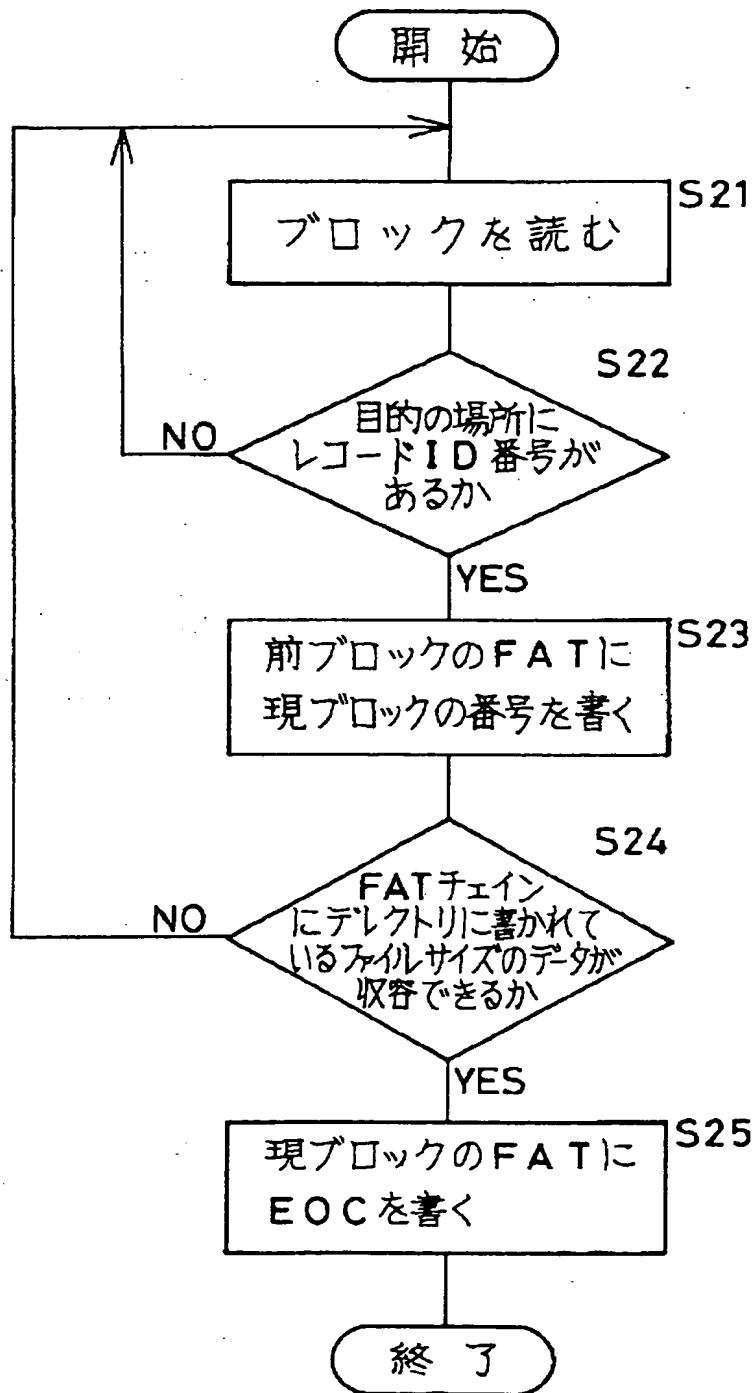 開始
S21
ブロックを読む
S22
目的の場所に
レコードID番号が
あるか
NO
YES
S23
前ブロックのFATに
現ブロックの番号を書く
S24
FATチェイン
にデレクトリに書かれて
いるファイルサイズのデータが
収容できるか
NO
YES
S25
現ブロックのFATに
EOCを書く
終了